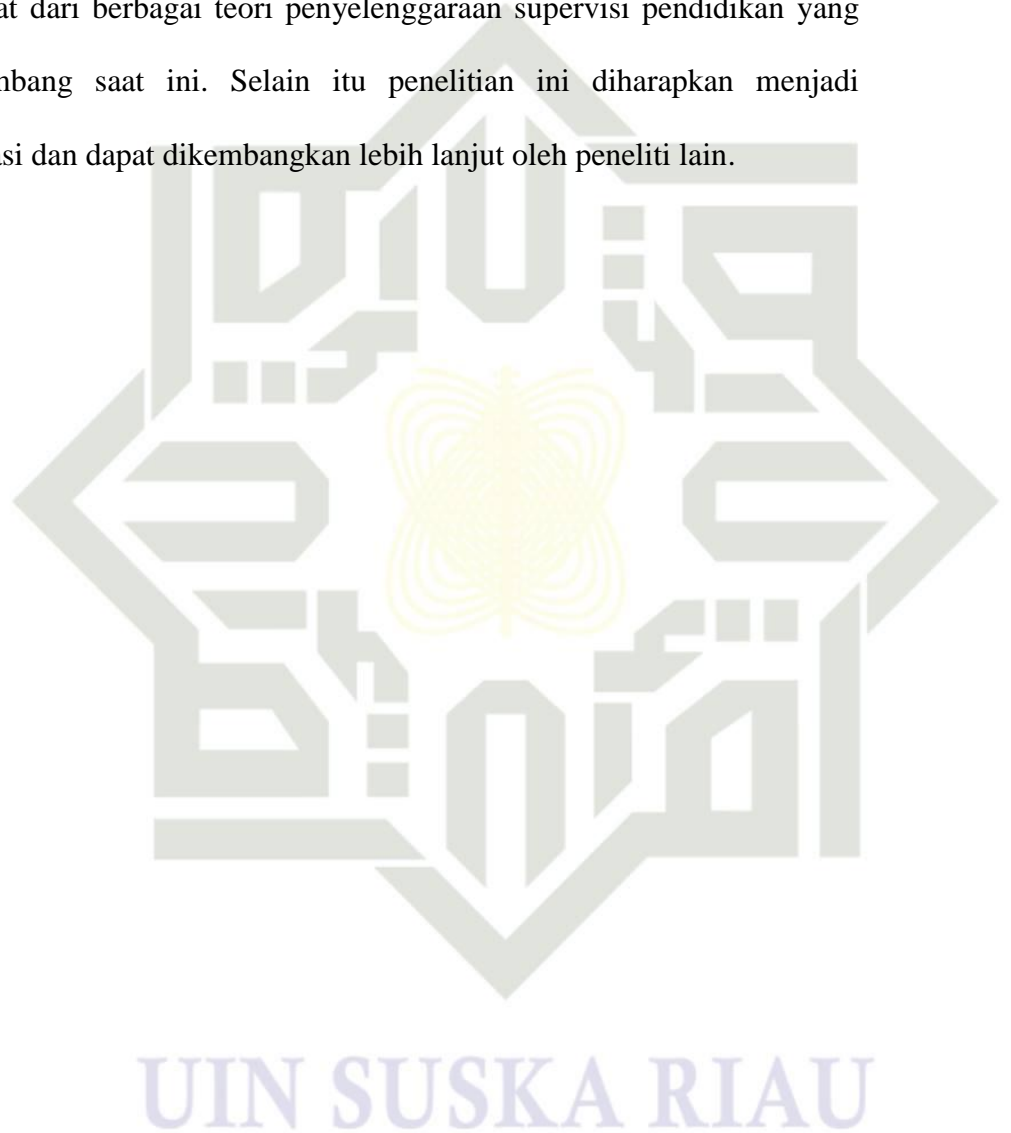 at dari berbagai teori penyelenggaraan supervisi pendidikan yang
mbang saat ini. Selain itu penelitian ini diharapkan menjadi
asi dan dapat dikembangkan lebih lanjut oleh peneliti lain.
UIN SUSKA RIAU